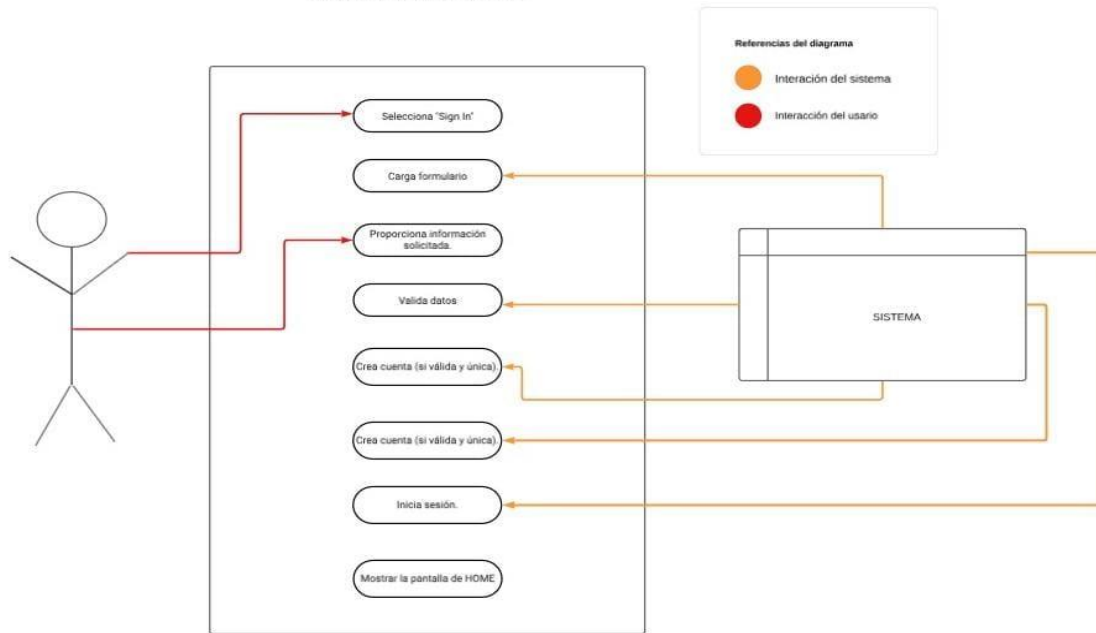 Referencias del diagrama
Interación del sistema
Interacción del usario
Selecciona "Sign In"
Carga formulario
Proporciona información
solicitada.
Valida datos
SISTEMA
Crea cuenta (si válida y única).
Crea cuenta (si válida y única).
Inicia sesión.
Mostrar la pantalla de HOME